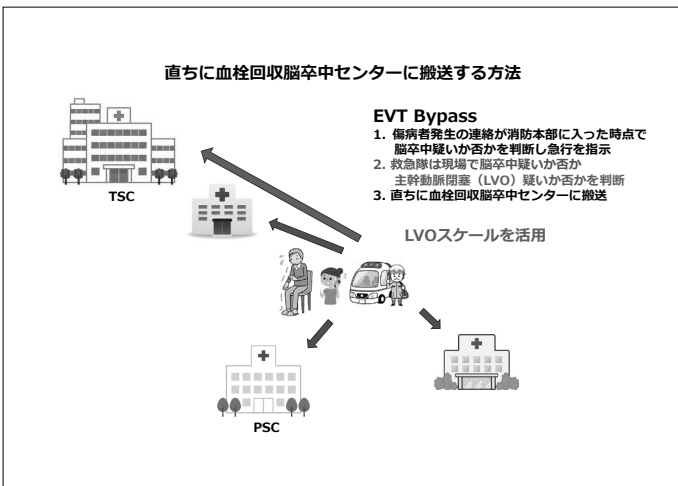 直ちに血栓回収脳卒中センターに搬送する方法
EVT Bypass
1. 傷病者発生の連絡が消防本部に入った時点で
脳卒中疑いか否かを判断し急行を指示
2. 救急隊は現場で脳卒中疑いか否か
主幹動脈閉塞（LVO）疑いか否かを判断
3. 直ちに血栓回収脳卒中センターに搬送
TSC
LVOスケールを活用
PSC